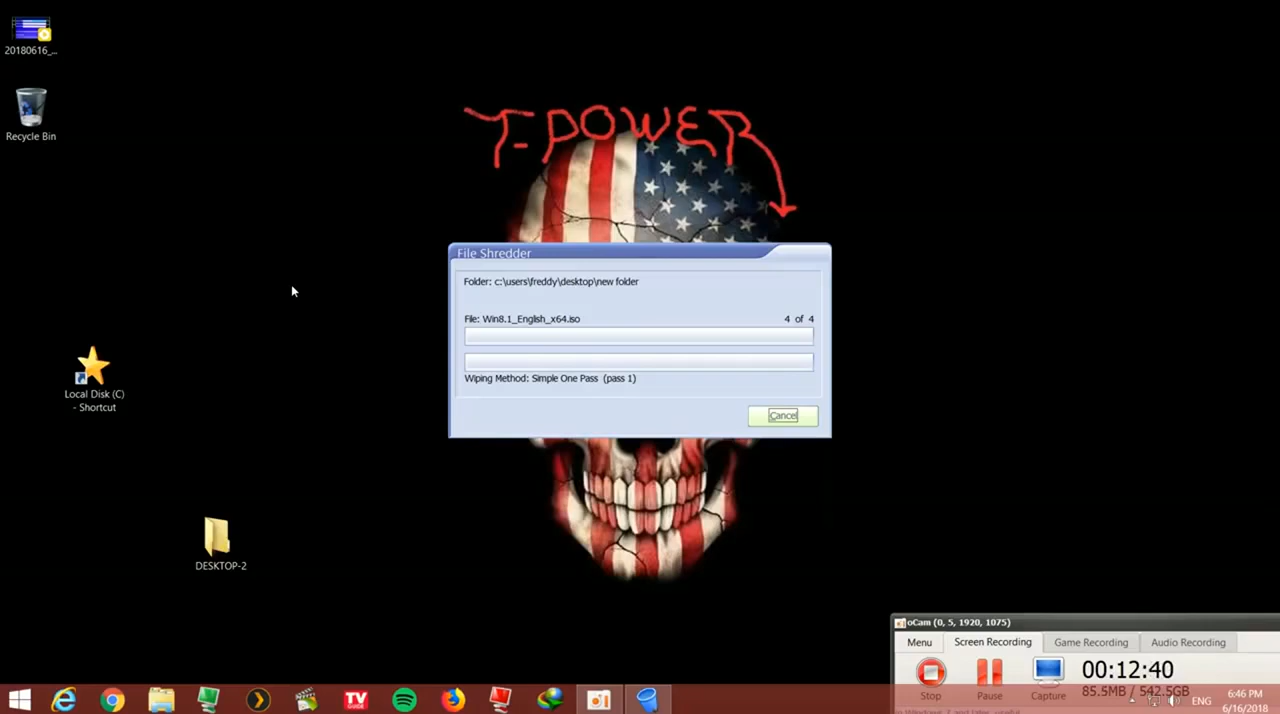 20180616_...
Recycle Bin
T-POWER
File Shredder
Folder: c:\users\freddy\desktop\new folder
File: Win8.1_English_x64.iso
4 of 4
Wiping Method: Simple One Pass (pass 1)
Cancel
Local Disk (C)
- Shortcut
DESKTOP-2
oCam (0, 5, 1920, 1075)
Menu
Screen Recording
Game Recording
Audio Recording
00:12:40
85.5MB / 542.5GB
Stop
Pause
Capture
TV
GUIDE
ENG
6:46 PM
6/16/2018